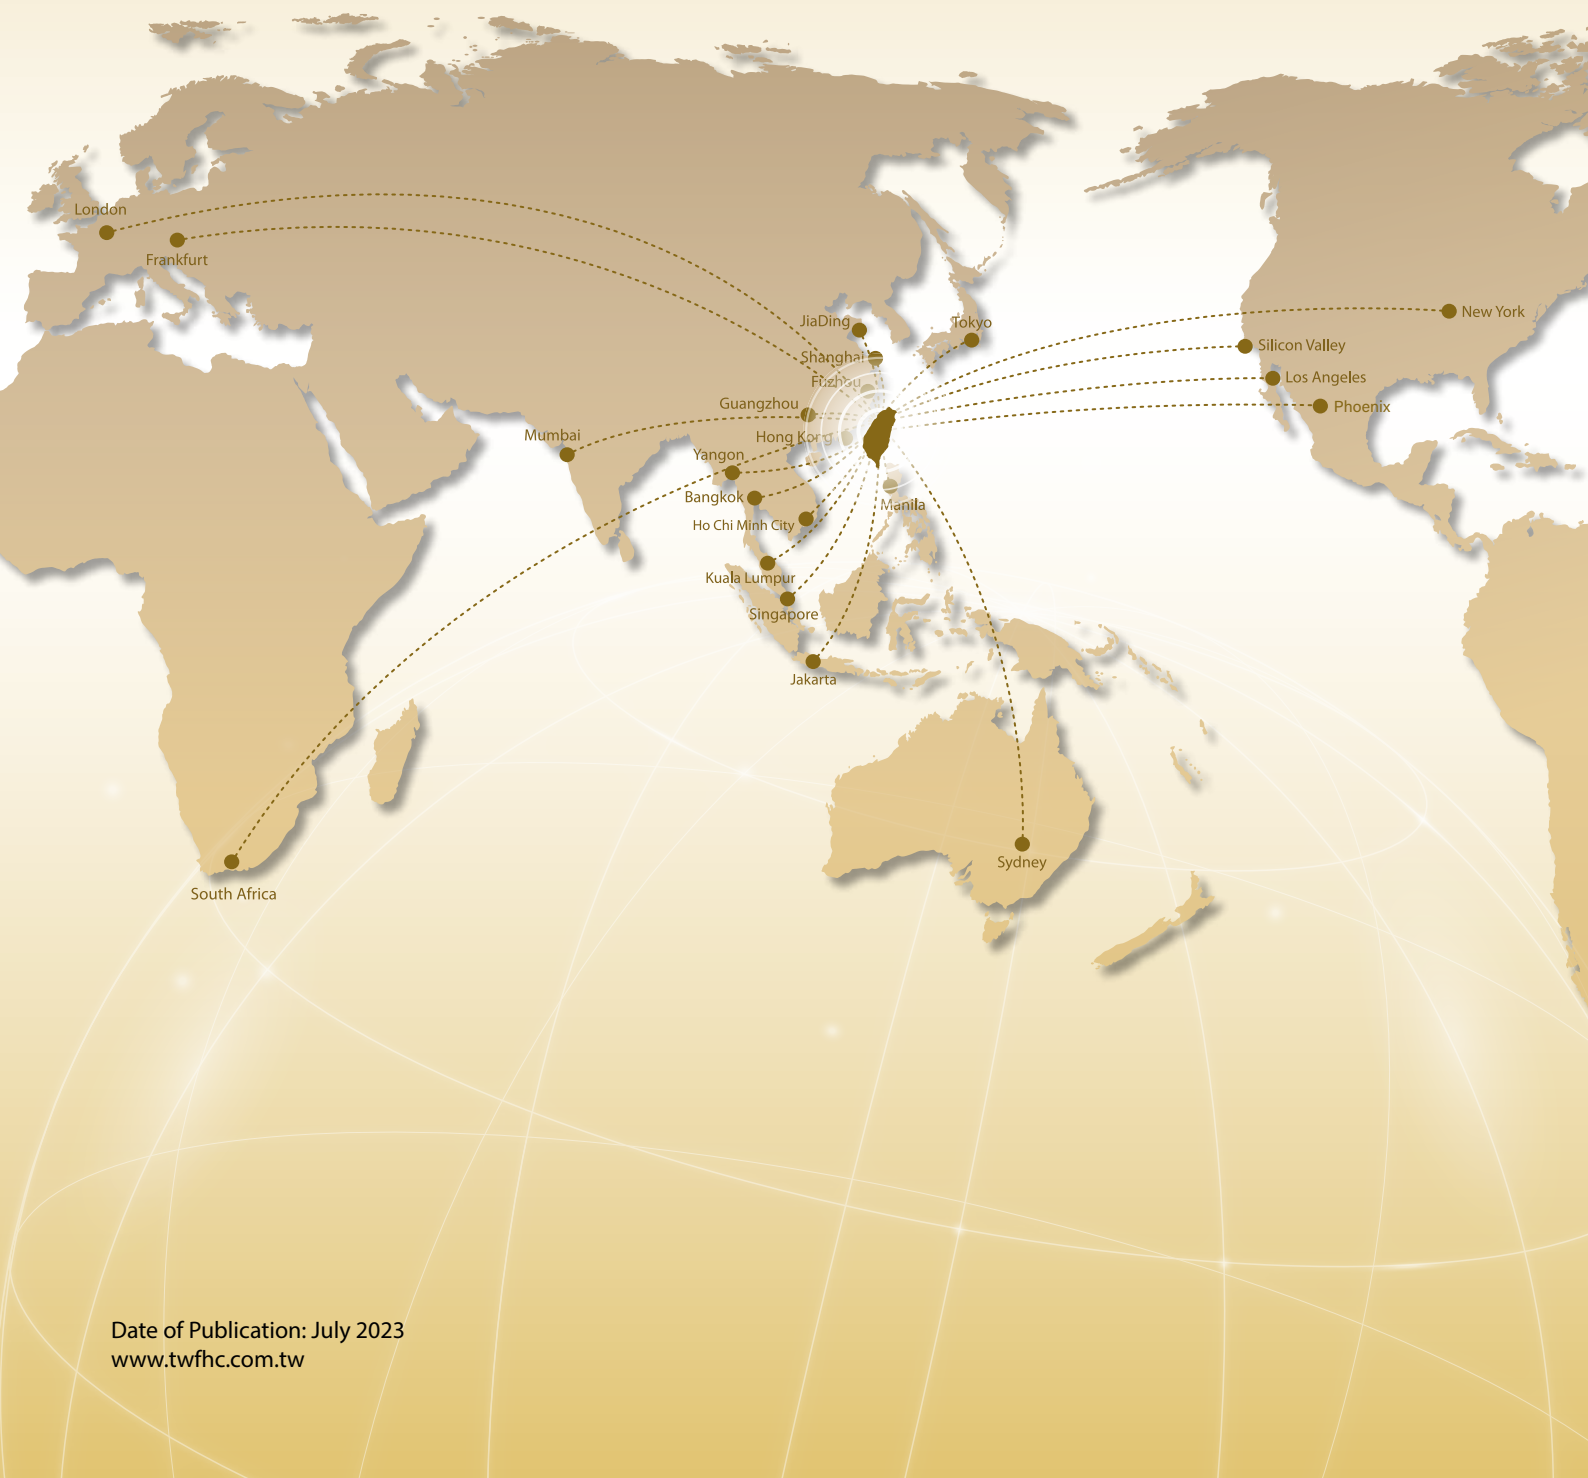 London
Frankfurt
JiaDing
Tokyo
New York
Shanghai
Silicon Valley
Fuzhou
Los Angeles
Guangzhou
Phoenix
Mumbai
Hong Kong
Yangon
Bangkok
Manila
Ho Chi Minh City
Kuala Lumpur
Singapore
Jakarta
Sydney
South Africa
Date of Publication: July 2023
www.twfhc.com.tw